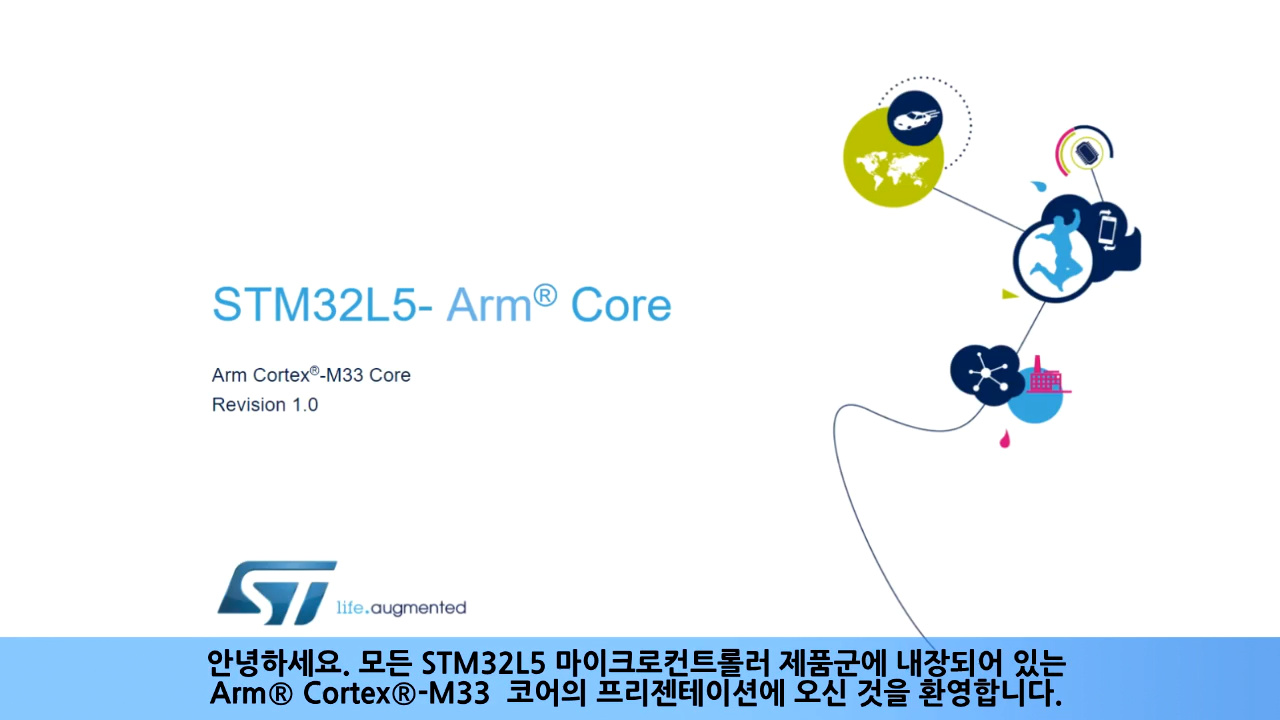 STM32L5- Arm® Core
Arm Cortex®-M33 Core
Revision 1.0
ST life.augmented
안녕하세요. 모든 STM32L5 마이크로컨트롤러 제품군에 내장되어 있는
Arm® Cortex®-M33 코어의 프리젠테이션에 오신 것을 환영합니다.